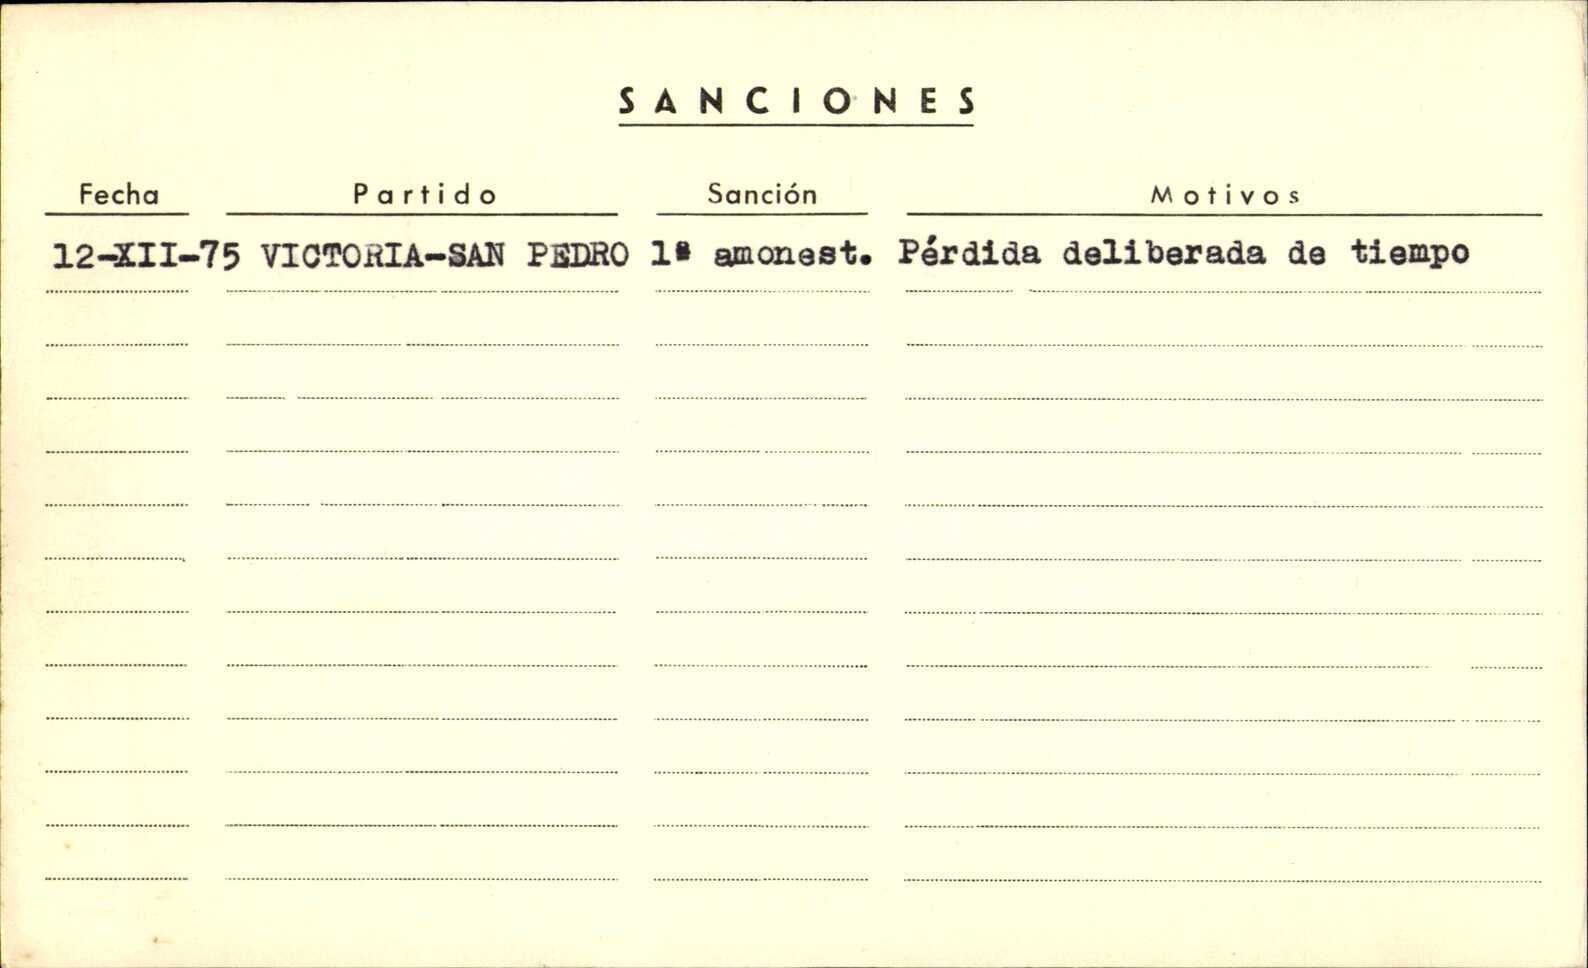 SANCIONES
Fecha Partido Sanción Motivos
12-XII-75 VICTORIA-SAN PEDRO 1ª amonest. Pérdida deliberada de tiempo